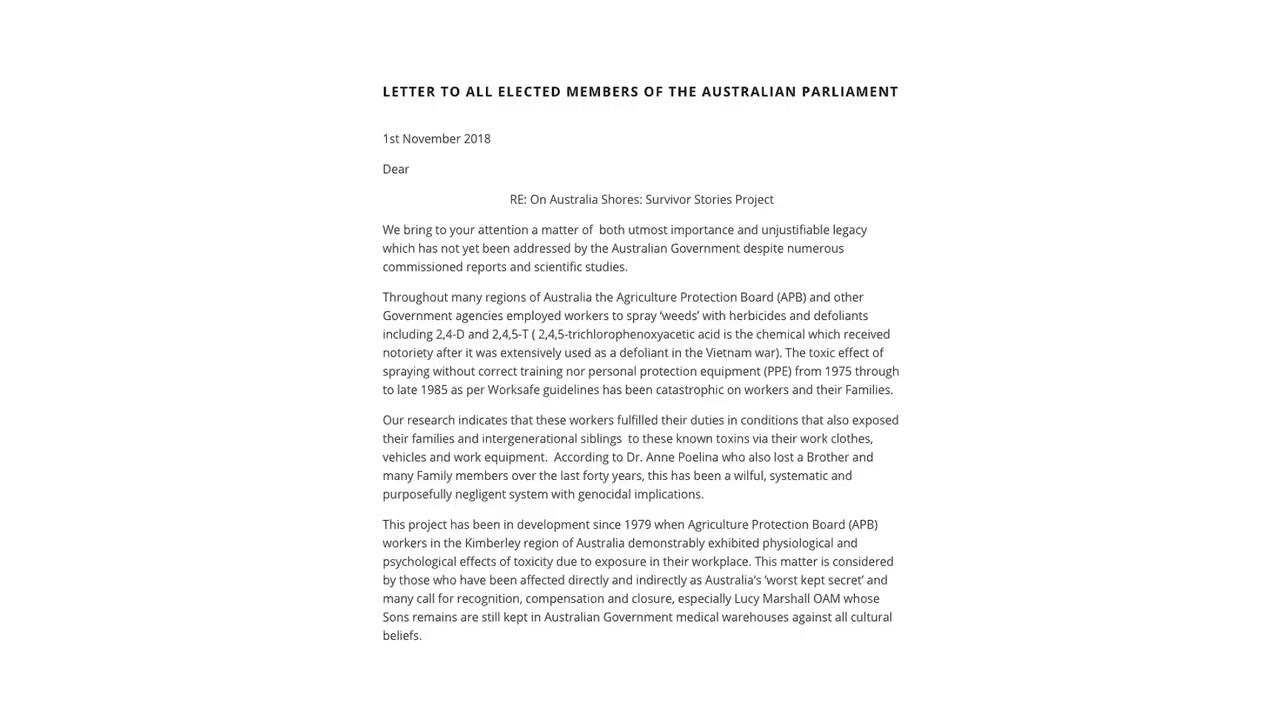 LETTER TO ALL ELECTED MEMBERS OF THE AUSTRALIAN PARLIAMENT
1st November 2018
Dear
RE: On Australia Shores: Survivor Stories Project
We bring to your attention a matter of  both utmost importance and unjustifiable legacy
which has not yet been addressed by the Australian Government despite numerous
commissioned reports and scientific studies.
Throughout many regions of Australia the Agriculture Protection Board (APB) and other
Government agencies employed workers to spray ‘weeds’ with herbicides and defoliants
including 2,4-D and 2,4,5-T ( 2,4,5-trichlorophenoxyacetic acid is the chemical which received
notoriety after it was extensively used as a defoliant in the Vietnam war). The toxic effect of
spraying without correct training nor personal protection equipment (PPE) from 1975 through
to late 1985 as per Worksafe guidelines has been catastrophic on workers and their Families.
Our research indicates that these workers fulfilled their duties in conditions that also exposed
their families and intergenerational siblings  to these known toxins via their work clothes,
vehicles and work equipment.  According to Dr. Anne Poelina who also lost a Brother and
many Family members over the last forty years, this has been a wilful, systematic and
purposefully negligent system with genocidal implications.
This project has been in development since 1979 when Agriculture Protection Board (APB)
workers in the Kimberley region of Australia demonstrably exhibited physiological and
psychological effects of toxicity due to exposure in their workplace. This matter is considered
by those who have been affected directly and indirectly as Australia’s ‘worst kept secret’ and
many call for recognition, compensation and closure, especially Lucy Marshall OAM whose
Sons remains are still kept in Australian Government medical warehouses against all cultural
beliefs.